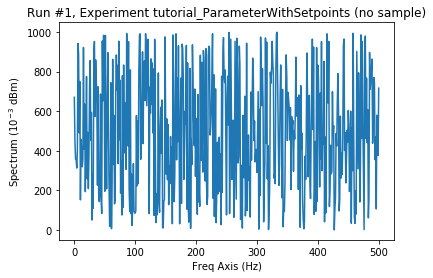 Run #1, Experiment tutorial_ParameterWithSetpoints (no sample)
1000
800
600
400
200
0
Spectrum (10⁻³ dBm)
0 100 200 300 400 500
Freq Axis (Hz)